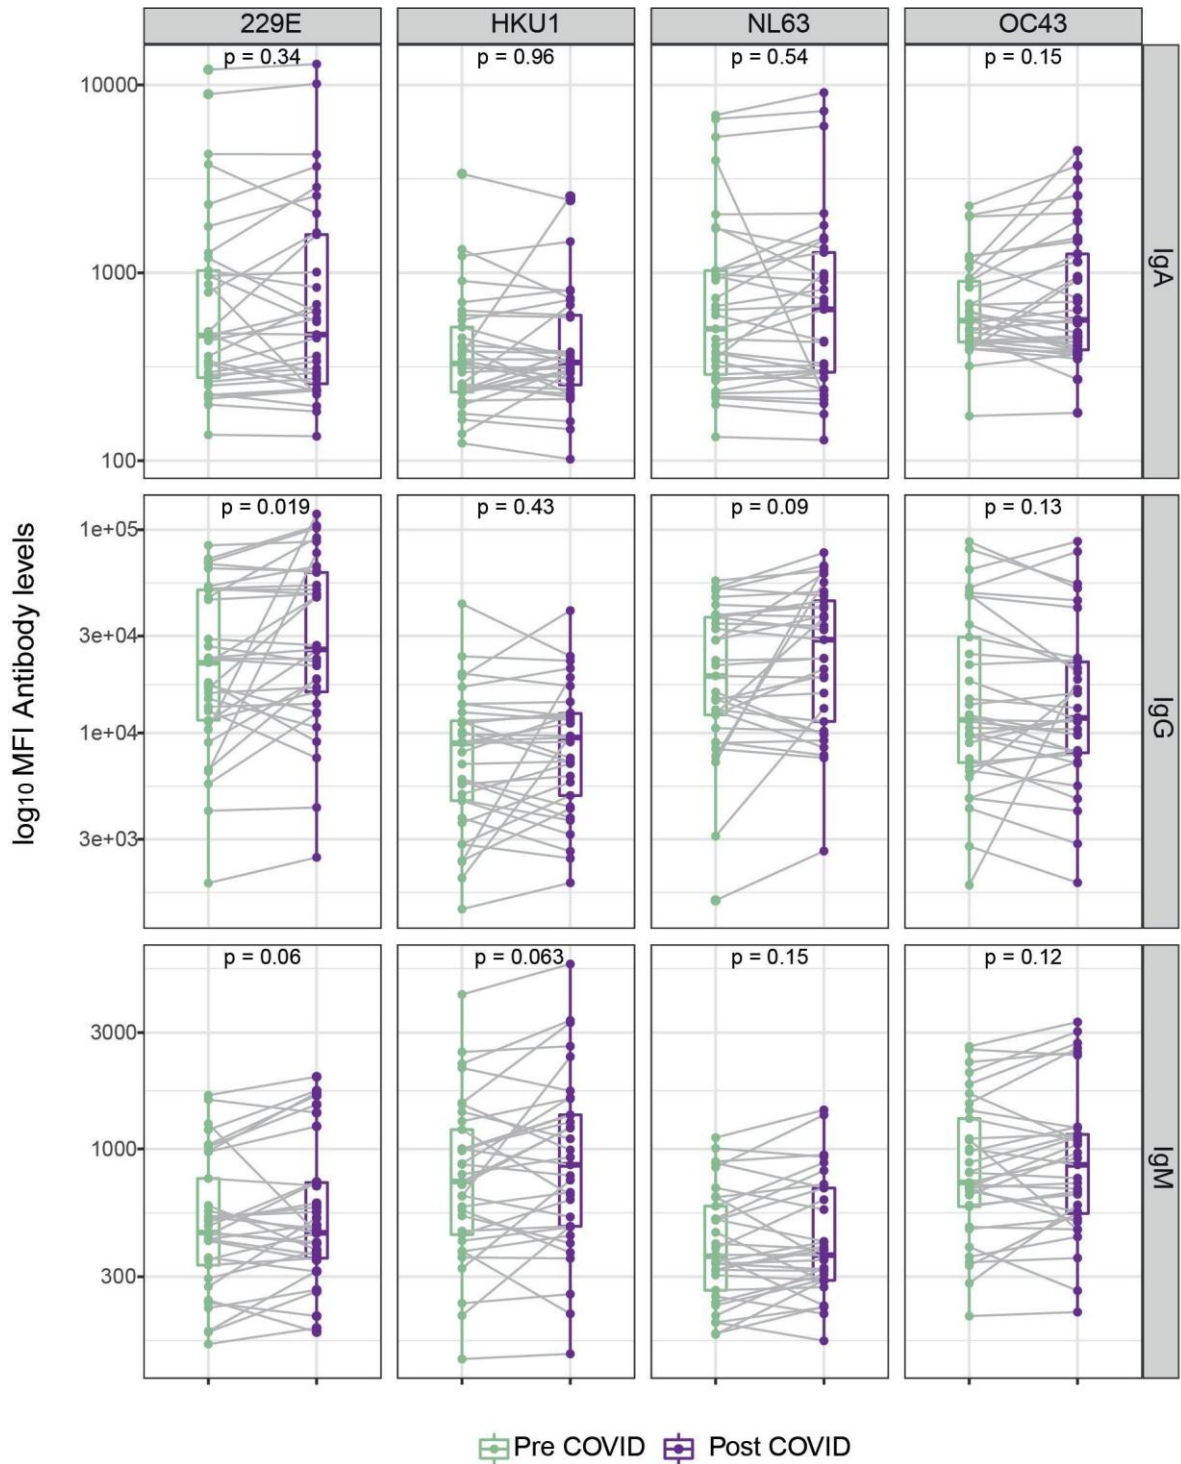 229E HKU1 NL63 OC43
p = 0.34 p = 0.96 p = 0.54 p = 0.15
10000
1000
100
IgA
p = 0.019 p = 0.43 p = 0.09 p = 0.13
1e+05
3e+04
1e+04
3e+03
IgG
log10 MFI Antibody levels
p = 0.06 p = 0.063 p = 0.15 p = 0.12
3000
1000
300
IgM
Pre COVID Post COVID